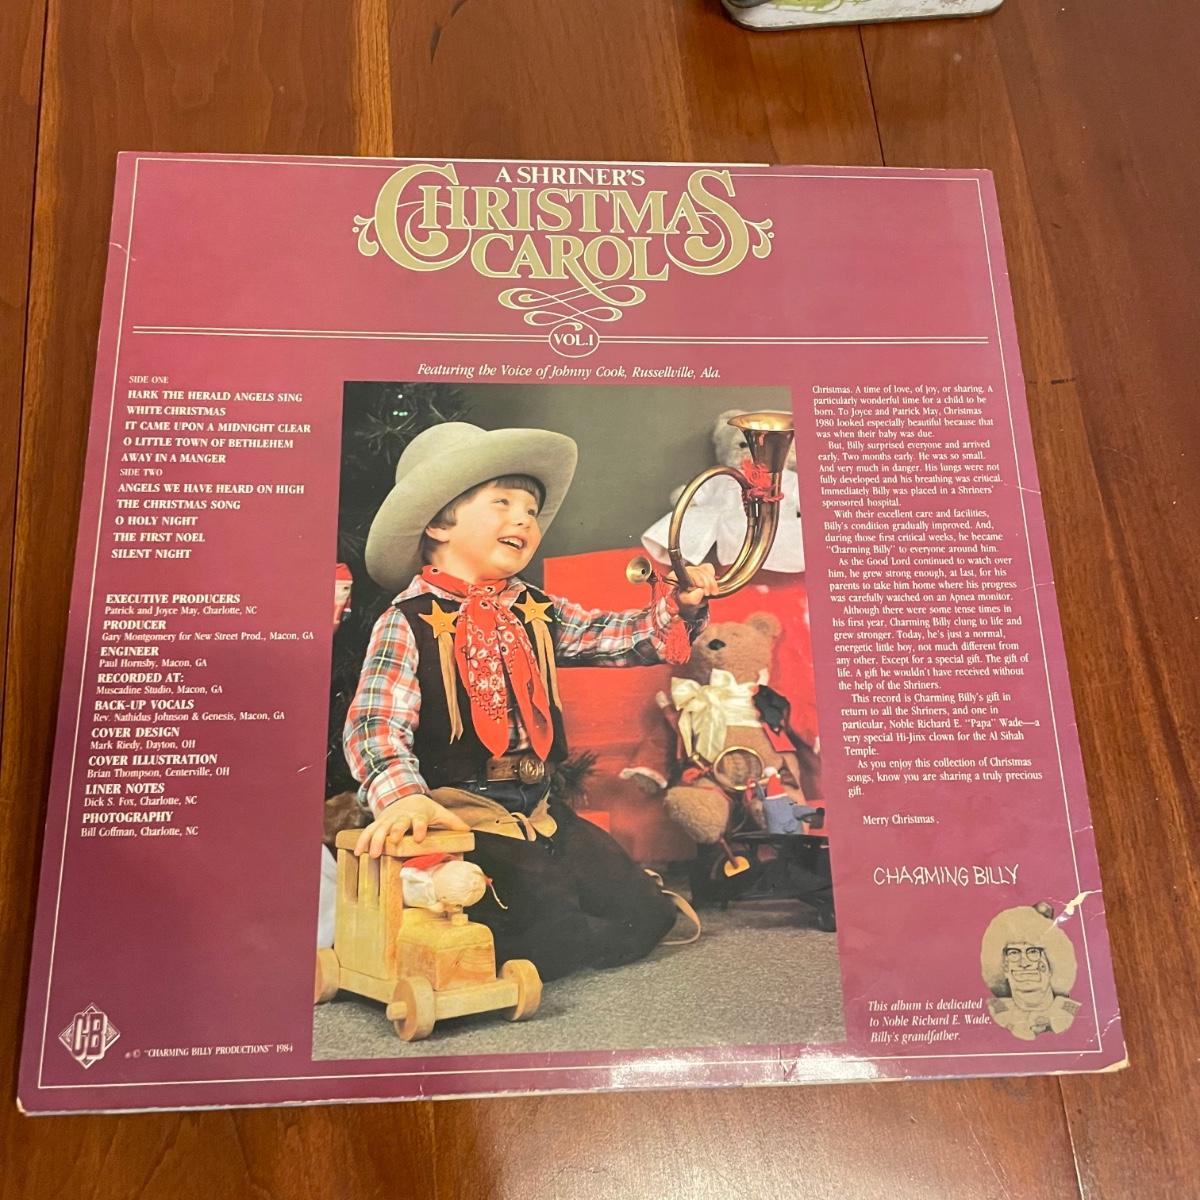 A SHRINER'S
CHRISTMAS
CAROL
VOL.1
Featuring the Voice of Johnny Cook, Russellville, Ala.
SIDE ONE
HARK THE HERALD ANGELS SING
WHITE CHRISTMAS
IT CAME UPON A MIDNIGHT CLEAR
O LITTLE TOWN OF BETHLEHEM
AWAY IN A MANGER
SIDE TWO
ANGELS WE HAVE HEARD ON HIGH
THE CHRISTMAS SONG
O HOLY NIGHT
THE FIRST NOEL
SILENT NIGHT
EXECUTIVE PRODUCERS
Patrick and Joyce May, Charlotte, NC
PRODUCER
Gary Montgomery for New Street Prod., Macon, GA
ENGINEER
Paul Hornsby, Macon, GA
RECORDED AT:
Muscadine Studio, Macon, GA
BACK-UP VOCALS
Rev. Nathidus Johnson & Genesis, Macon, GA
COVER DESIGN
Mark Riedy, Dayton, OH
COVER ILLUSTRATION
Brian Thompson, Centerville, OH
LINER NOTES
Dick S. Fox, Charlotte, NC
PHOTOGRAPHY
Bill Coffman, Charlotte, NC
CB
℗ © "CHARMING BILLY PRODUCTIONS" 1984
Christmas. A time of love, of joy, or sharing. A
particularly wonderful time for a child to be
born. To Joyce and Patrick May, Christmas
1980 looked especially beautiful because that
was when their baby was due.
But, Billy surprised everyone and arrived
early. Two months early. He was so small.
And very much in danger. His lungs were not
fully developed and his breathing was critical.
Immediately Billy was placed in a Shriners'
sponsored hospital.
With their excellent care and facilities,
Billy's condition gradually improved. And,
during those first critical weeks, he became
"Charming Billy" to everyone around him.
As the Good Lord continued to watch over
him, he grew strong enough, at last, for his
parents to take him home where his progress
was carefully watched on an Apnea monitor.
Although there were some tense times in
his first year, Charming Billy clung to life and
grew stronger. Today, he's just a normal,
energetic little boy, not much different from
any other. Except for a special gift. The gift of
life. A gift he wouldn't have received without
the help of the Shriners.
This record is Charming Billy's gift in
return to all the Shriners, and one in
particular, Noble Richard E. "Papa" Wade—a
very special Hi-Jinx clown for the Al Sihah
Temple.
As you enjoy this collection of Christmas
songs, know you are sharing a truly precious
gift.
Merry Christmas,
CHARMING BILLY
This album is dedicated
to Noble Richard E. Wade,
Billy's grandfather.